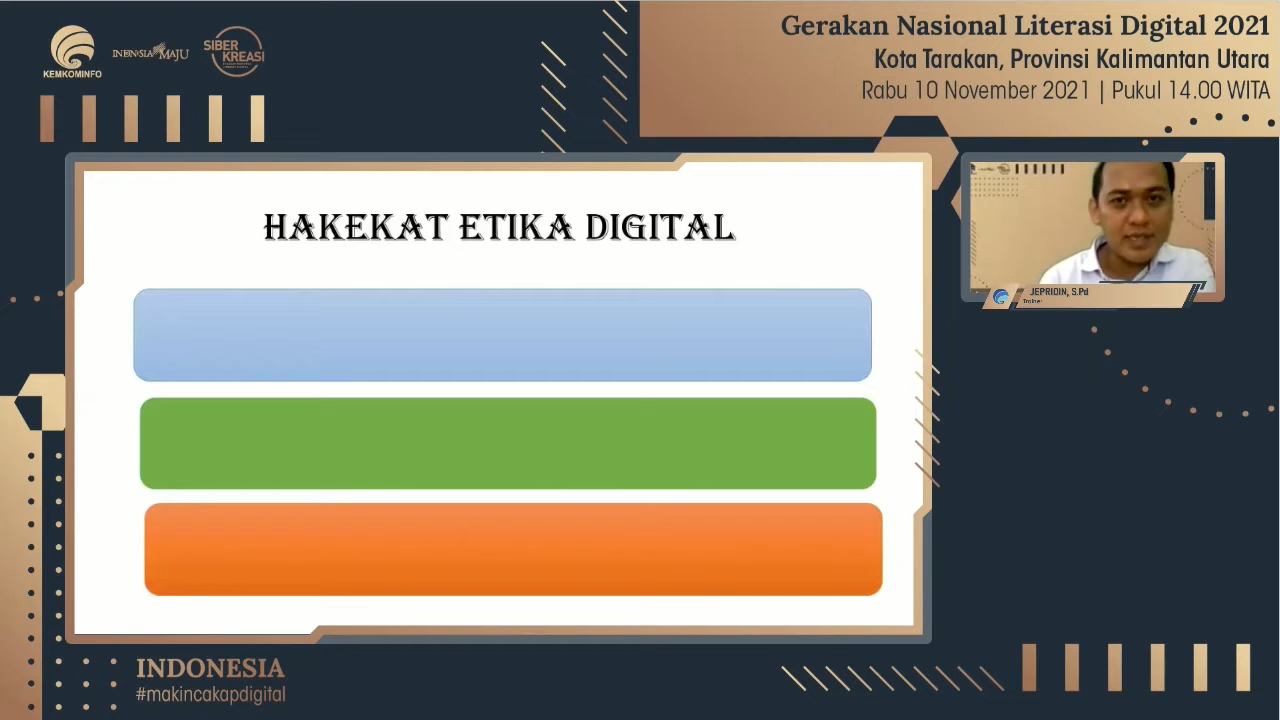 KEMKOMINFO
INDONESIA MAJU
SIBER
KREASI
Gerakan Nasional Literasi Digital 2021
Kota Tarakan, Provinsi Kalimantan Utara
Rabu 10 November 2021 | Pukul 14.00 WITA
HAKEKAT ETIKA DIGITAL
JEPRIDIN, S.Pd
Trainer
INDONESIA
#makincakapdigital